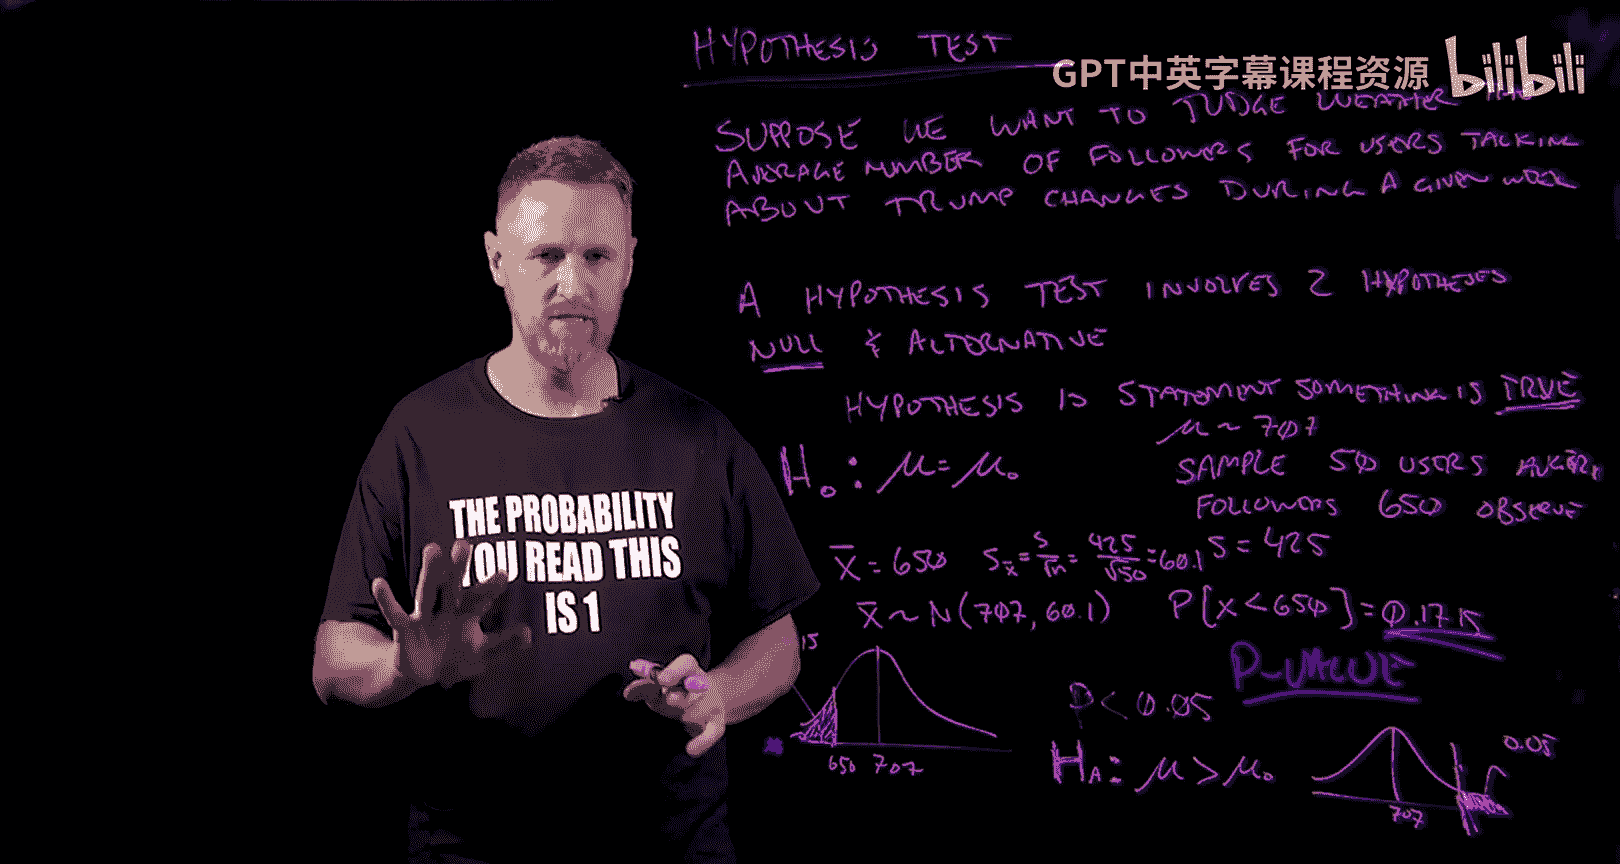 HYPOTHESIS TEST
GPT中英字幕课程资源 bilibili
SUPPOSE WE WANT TO JUDGE WEATHER THE
AVERAGE NUMBER OF FOLLOWERS FOR USERS TALKING
ABOUT TRUMP CHANGES DURING A GIVEN WEEK
A HYPOTHESIS TEST INVOLVES 2 HYPOTHESES
NULL & ALTERNATIVE
HYPOTHESIS IS STATEMENT SOMETHING IS TRUE
μ ~ 707
H₀: μ = μ₀
SAMPLE 50 USERS
FOLLOWERS 650 OBSERVE
x̄ = 650 S_x̄ = S/√n = 425/√50 = 60.1 S = 425
x̄ ~ N(707, 60.1) P[X<650] = 0.1715
P-VALUE
15
650 707
P < 0.05
H_A: μ > μ₀
0.05
707
THE PROBABILITY
YOU READ THIS
IS 1